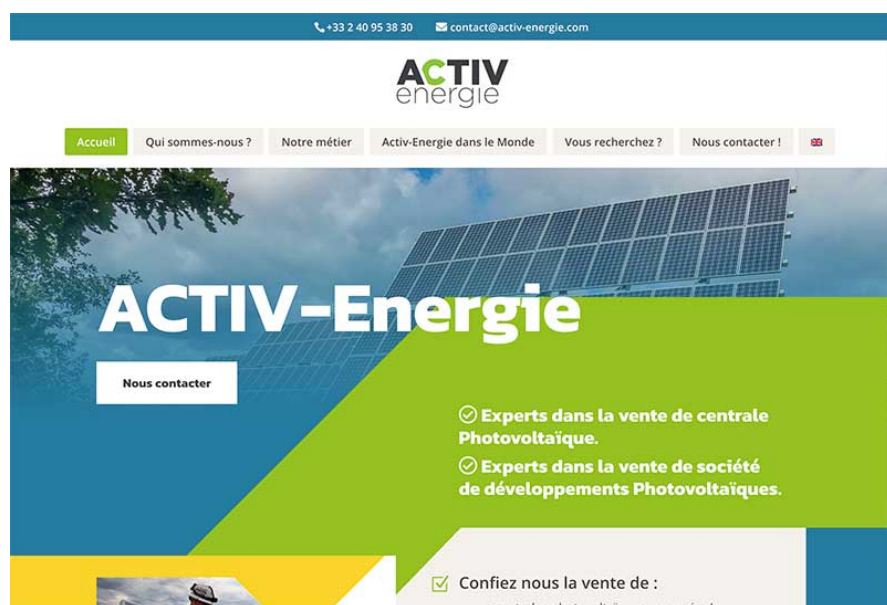 +33 2 40 95 38 30 contact@activ-energie.com
ACTIV
energie
Accueil Qui sommes-nous ? Notre métier Activ-Energie dans le Monde Vous recherchez ? Nous contacter !
ACTIV-Energie
Nous contacter
Experts dans la vente de centrale
Photovoltaïque.
Experts dans la vente de société
de développements Photovoltaïques.
Confiez nous la vente de :